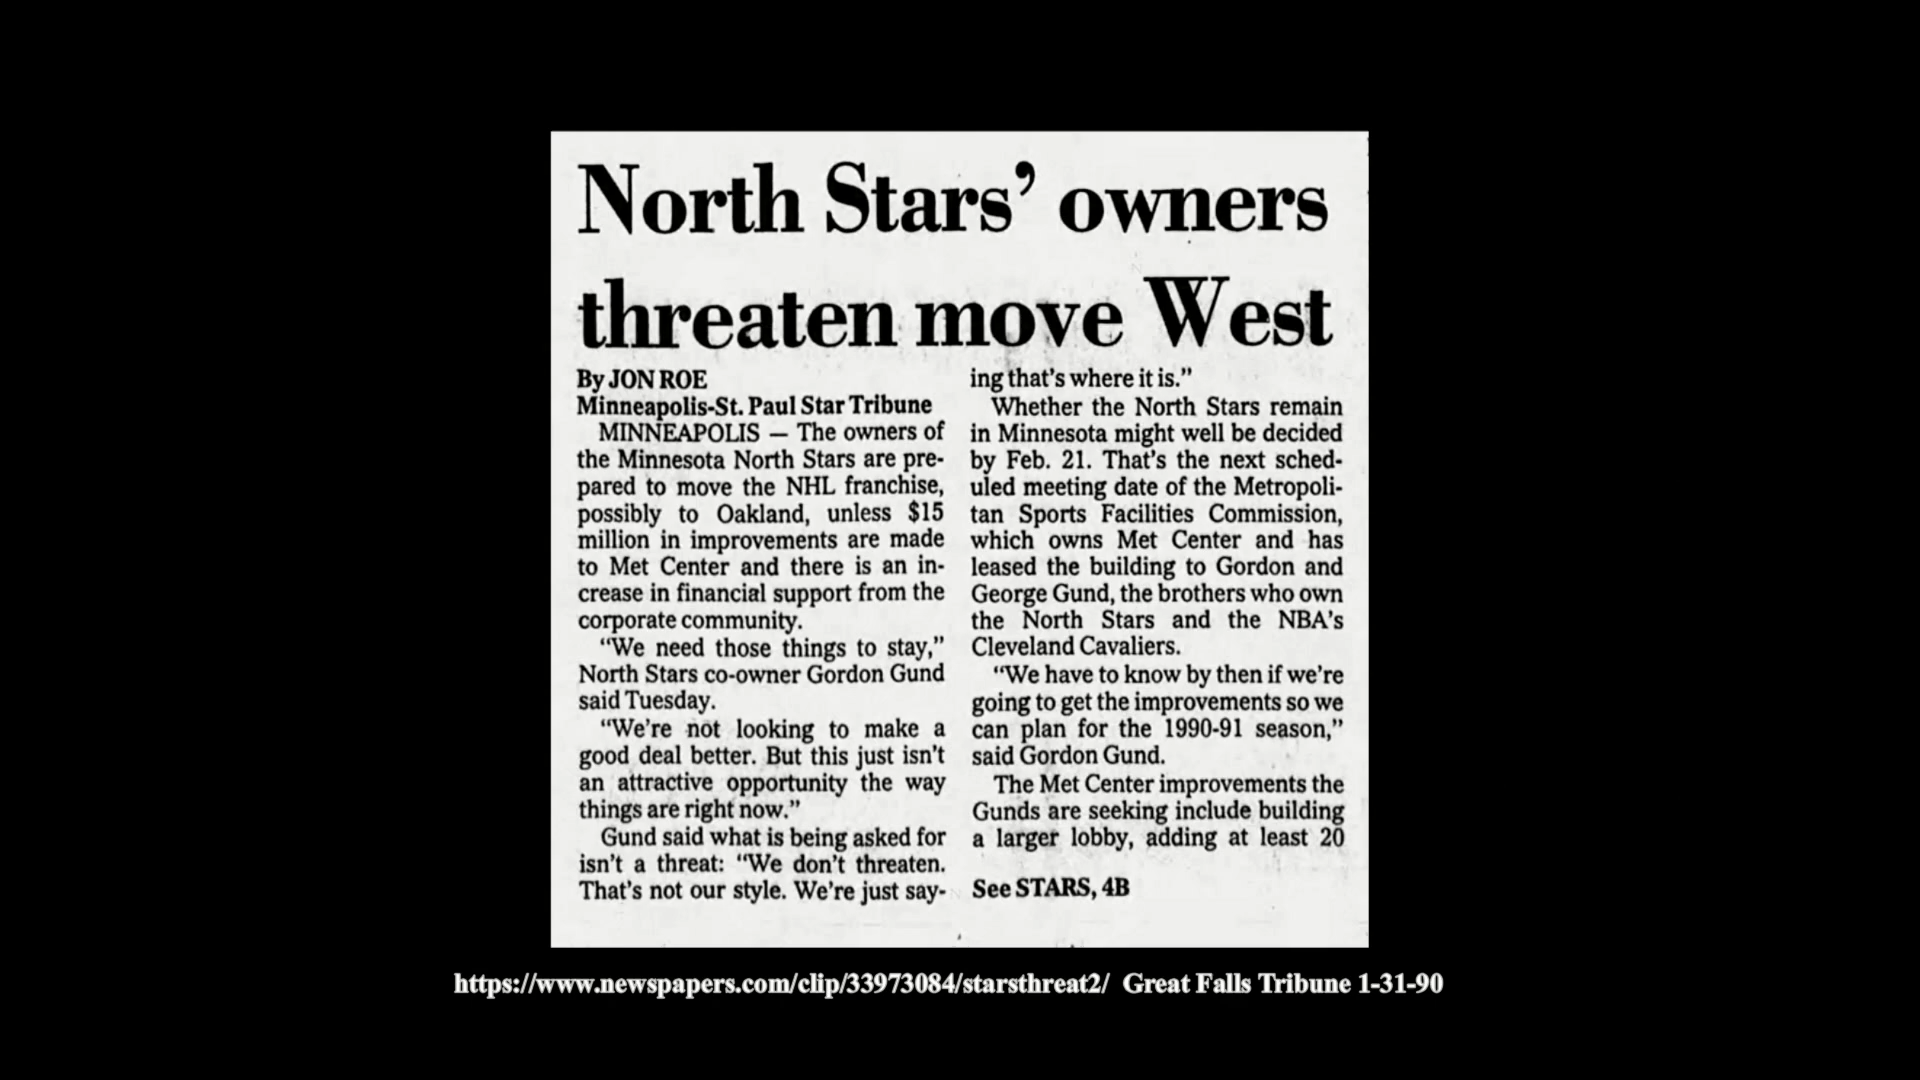 North Stars’ owners
threaten move West
By JON ROE
Minneapolis-St. Paul Star Tribune
MINNEAPOLIS — The owners of
the Minnesota North Stars are pre-
pared to move the NHL franchise,
possibly to Oakland, unless $15
million in improvements are made
to Met Center and there is an in-
crease in financial support from the
corporate community.
“We need those things to stay,”
North Stars co-owner Gordon Gund
said Tuesday.
“We’re not looking to make a
good deal better. But this just isn’t
an attractive opportunity the way
things are right now.”
Gund said what is being asked for
isn’t a threat: “We don’t threaten.
That’s not our style. We’re just say-
ing that’s where it is.”
Whether the North Stars remain
in Minnesota might well be decided
by Feb. 21. That’s the next sched-
uled meeting date of the Metropoli-
tan Sports Facilities Commission,
which owns Met Center and has
leased the building to Gordon and
George Gund, the brothers who own
the North Stars and the NBA’s
Cleveland Cavaliers.
“We have to know by then if we’re
going to get the improvements so we
can plan for the 1990-91 season,”
said Gordon Gund.
The Met Center improvements the
Gunds are seeking include building
a larger lobby, adding at least 20
See STARS, 4B
https://www.newspapers.com/clip/33973084/starsthreat2/ Great Falls Tribune 1-31-90